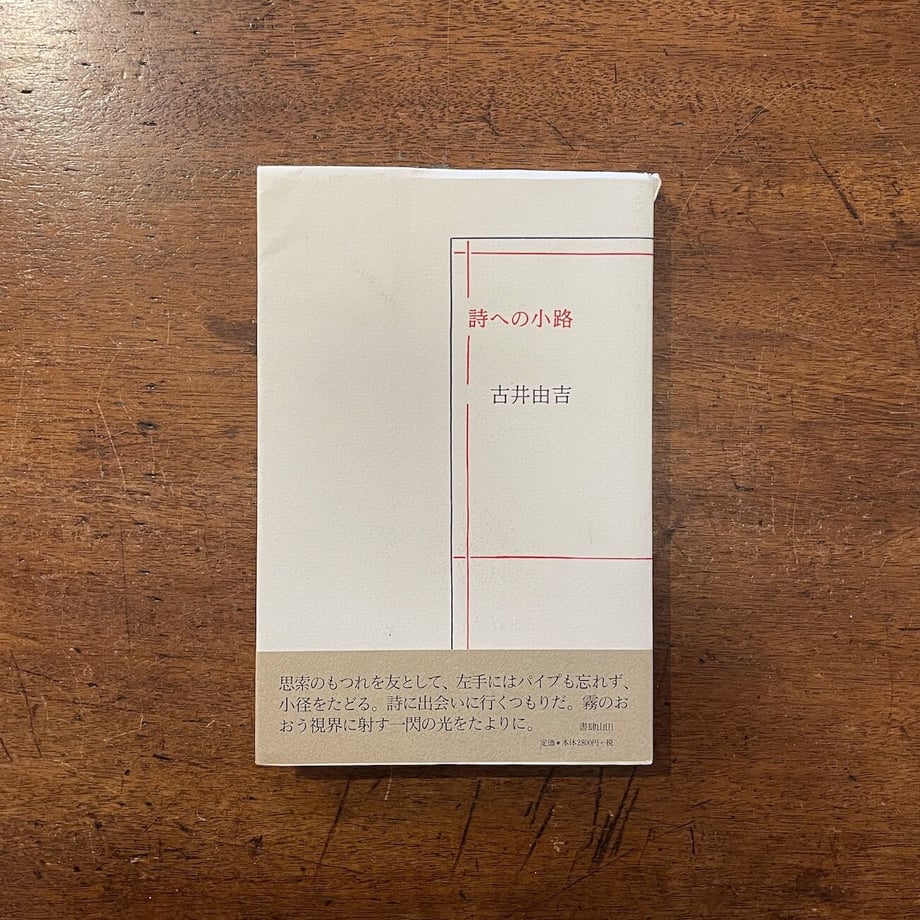 詩への小路
古井由吉
思索のもつれを友として、左手にはパイプも忘れず、
小径をたどる。詩に出会いに行くつもりだ。霧のお
おう視界に射す一閃の光をたよりに。
書肆山田
定価●本体2800円+税